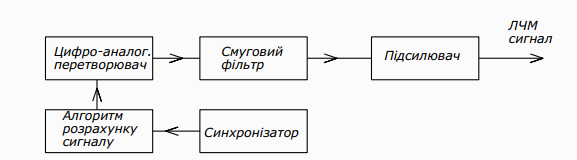 ЛЧМ
сигнал
Цифро-аналог.
перетворювач
Смуговий
фільтр
Підсилювач
Алгоритм
розрахунку
сигналу
Синхронізатор